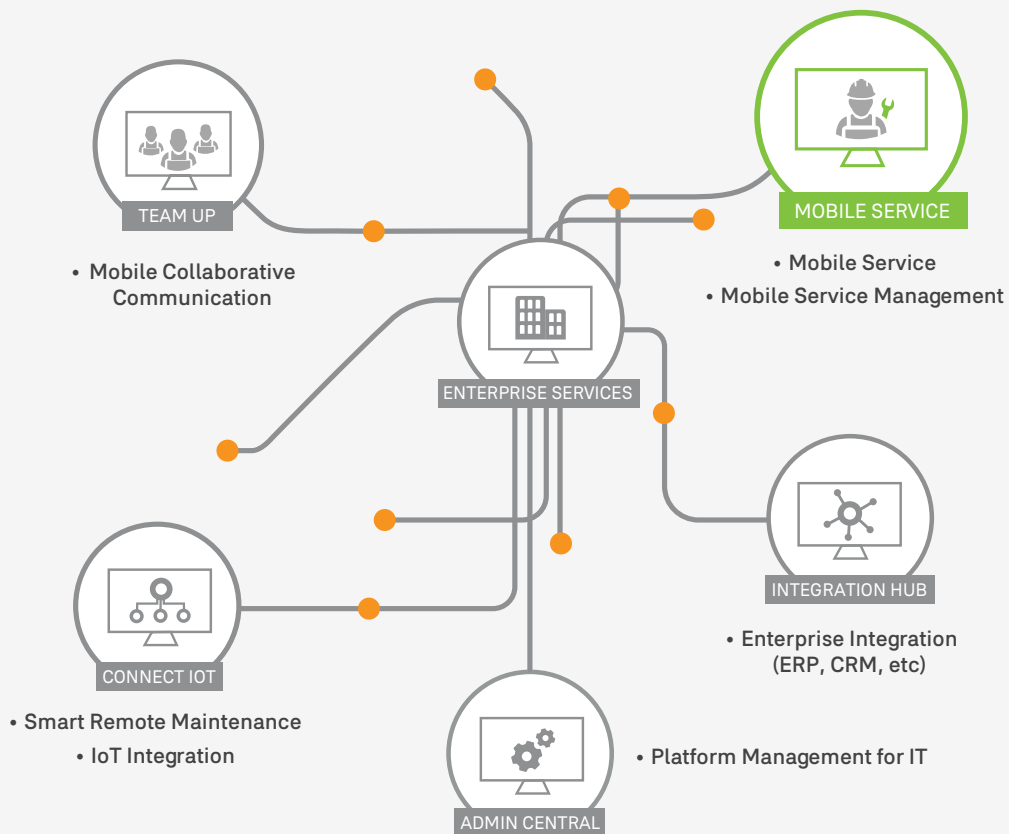 TEAM UP
• Mobile Collaborative
Communication
MOBILE SERVICE
• Mobile Service
• Mobile Service Management
ENTERPRISE SERVICES
INTEGRATION HUB
• Enterprise Integration
(ERP, CRM, etc)
CONNECT IOT
• Smart Remote Maintenance
• IoT Integration
• Platform Management for IT
ADMIN CENTRAL